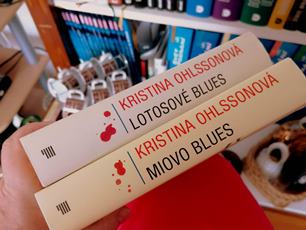 KRISTINA OHLSSONOVÁ
LOTOSOVÉ BLUES
KRISTINA OHLSSONOVÁ
MIOVO BLUES